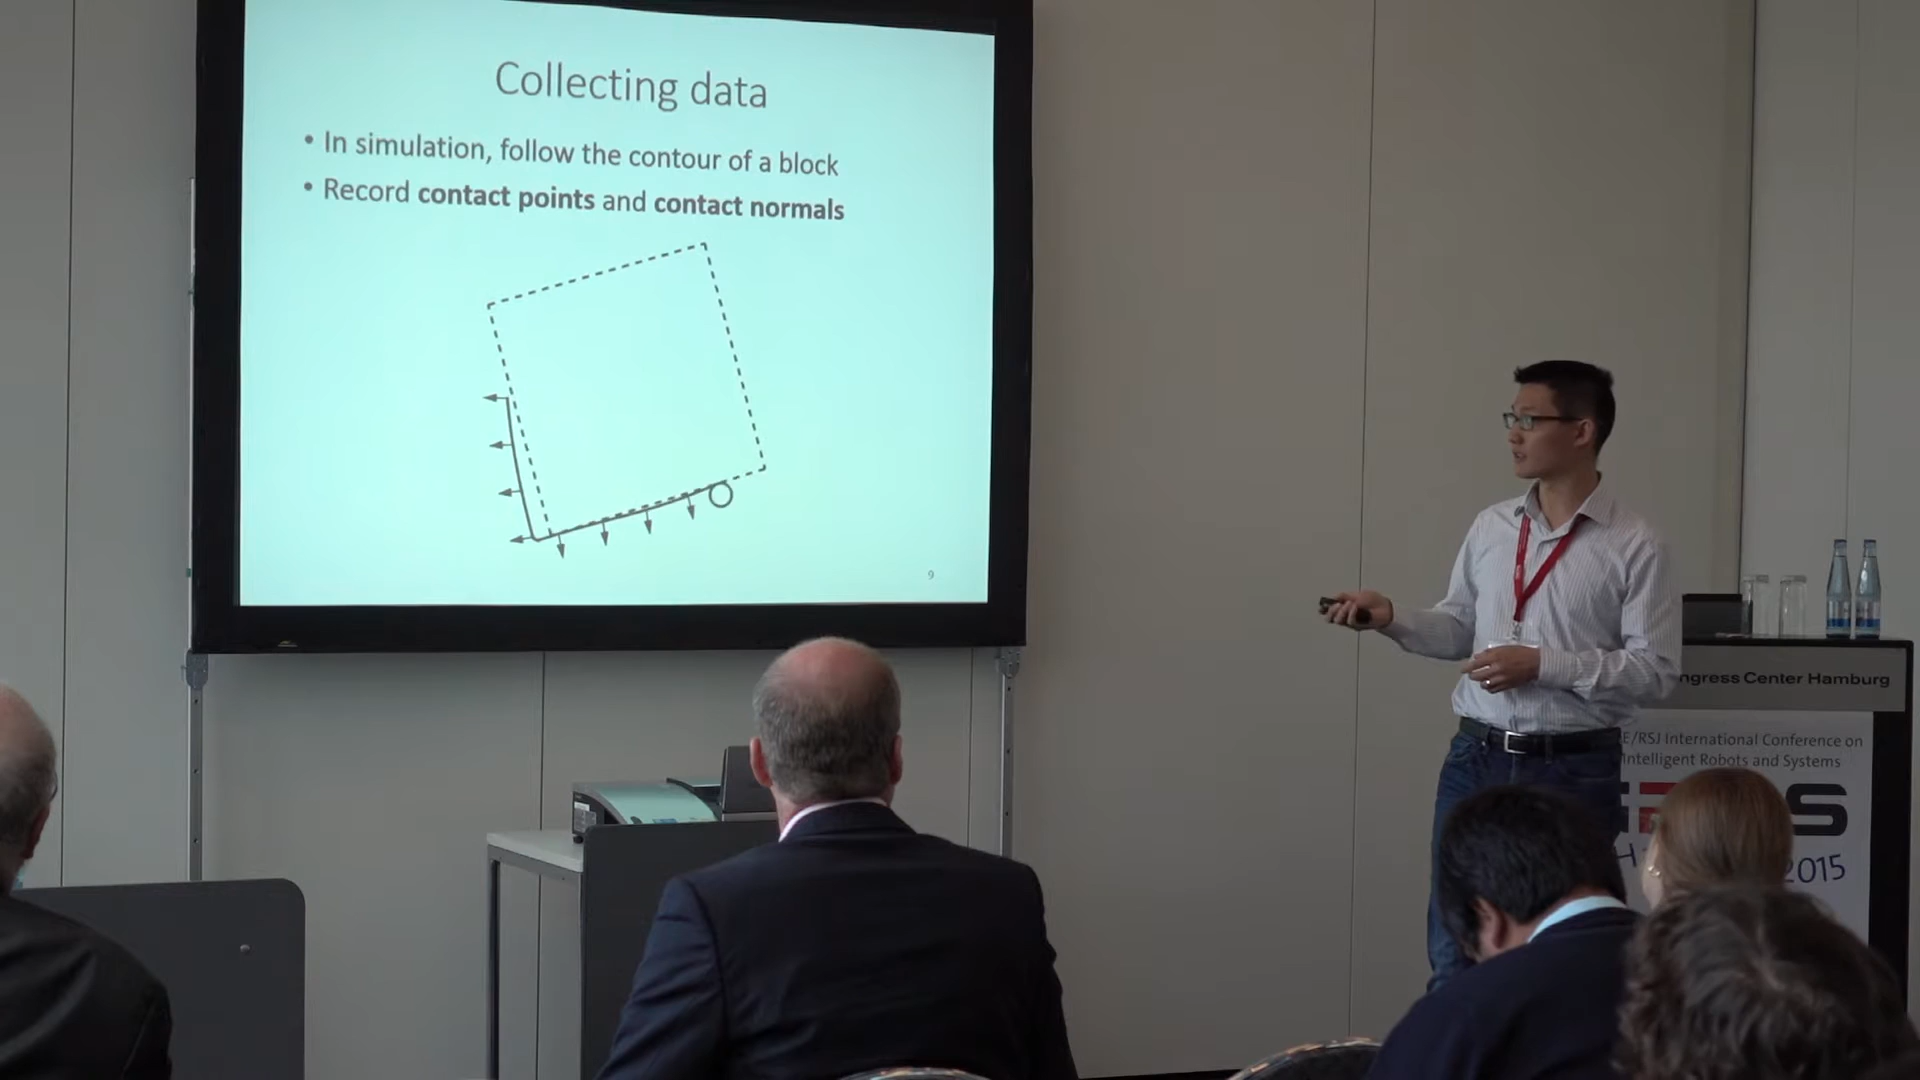 Collecting data
• In simulation, follow the contour of a block
• Record contact points and contact normals
9
ngress Center Hamburg
E/RSJ International Conference on
Intelligent Robots and Systems
S
2015